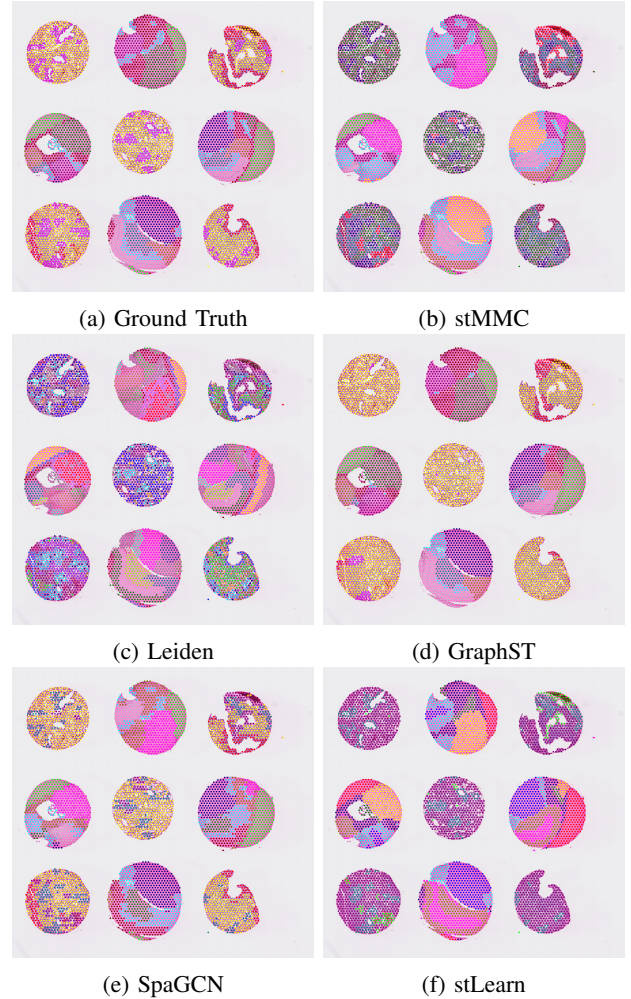 (a) Ground Truth
(b) stMMC
(c) Leiden
(d) GraphST
(e) SpaGCN
(f) stLearn